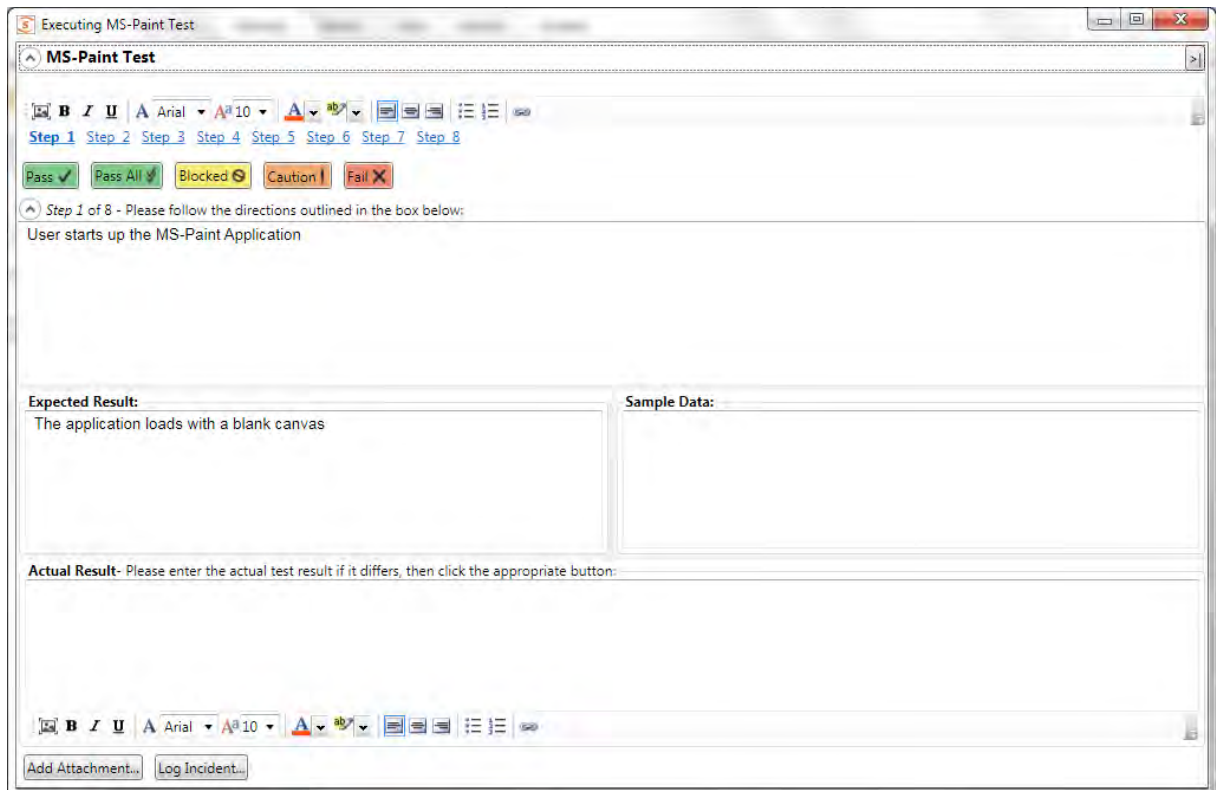 Executing MS-Paint Test
MS-Paint Test
B I U A Arial Aa 10 A ab
Step 1 Step 2 Step 3 Step 4 Step 5 Step 6 Step 7 Step 8
Pass Pass All Blocked Caution ! Fail
Step 1 of 8 - Please follow the directions outlined in the box below:
User starts up the MS-Paint Application
Expected Result: Sample Data:
The application loads with a blank canvas
Actual Result- Please enter the actual test result if it differs, then click the appropriate button:
B I U A Arial Aa 10 A ab
Add Attachment... Log Incident...